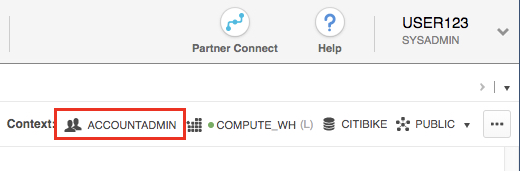 USER123
SYSADMIN
Partner Connect
Help
Context: ACCOUNTADMIN COMPUTE_WH (L) CITIBIKE PUBLIC